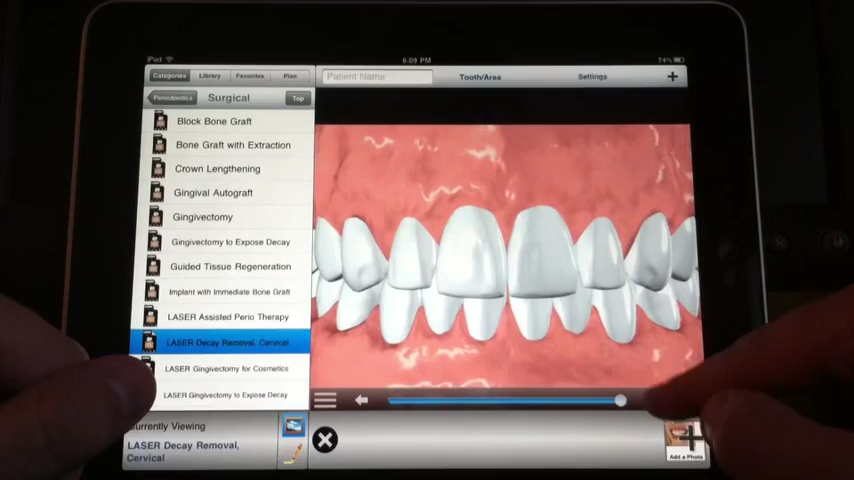 iPad
6:09 PM
74%
Categories
Library
Favorites
Plan
Patient Name
Tooth/Area
Settings
+
Periodontics
Surgical
Top
Block Bone Graft
Bone Graft with Extraction
Crown Lengthening
Gingival Autograft
Gingivectomy
Gingivectomy to Expose Decay
Guided Tissue Regeneration
Implant with Immediate Bone Graft
LASER Assisted Perio Therapy
LASER Decay Removal, Cervical
LASER Gingivectomy for Cosmetics
LASER Gingivectomy to Expose Decay
Currently Viewing
LASER Decay Removal,
Cervical
Add a Photo